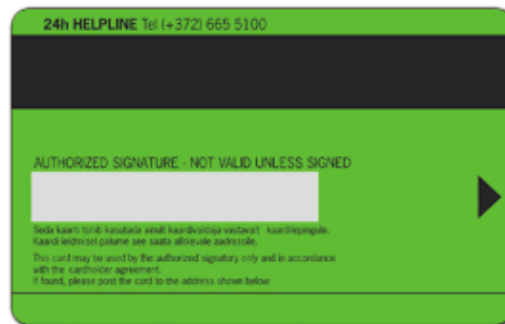 24h HELPLINE Tel (+372) 665 5100
AUTHORIZED SIGNATURE - NOT VALID UNLESS SIGNED
Seda kaarti tohib kasutada ainult kaardivaldaja vastavalt kaardilepingule.
Kaardi leidmisel palume see saata allolevale aadressile.
This card may be used by the authorized signatory only and in accordance
with the cardholder agreement.
If found, please post the card to the address shown below.